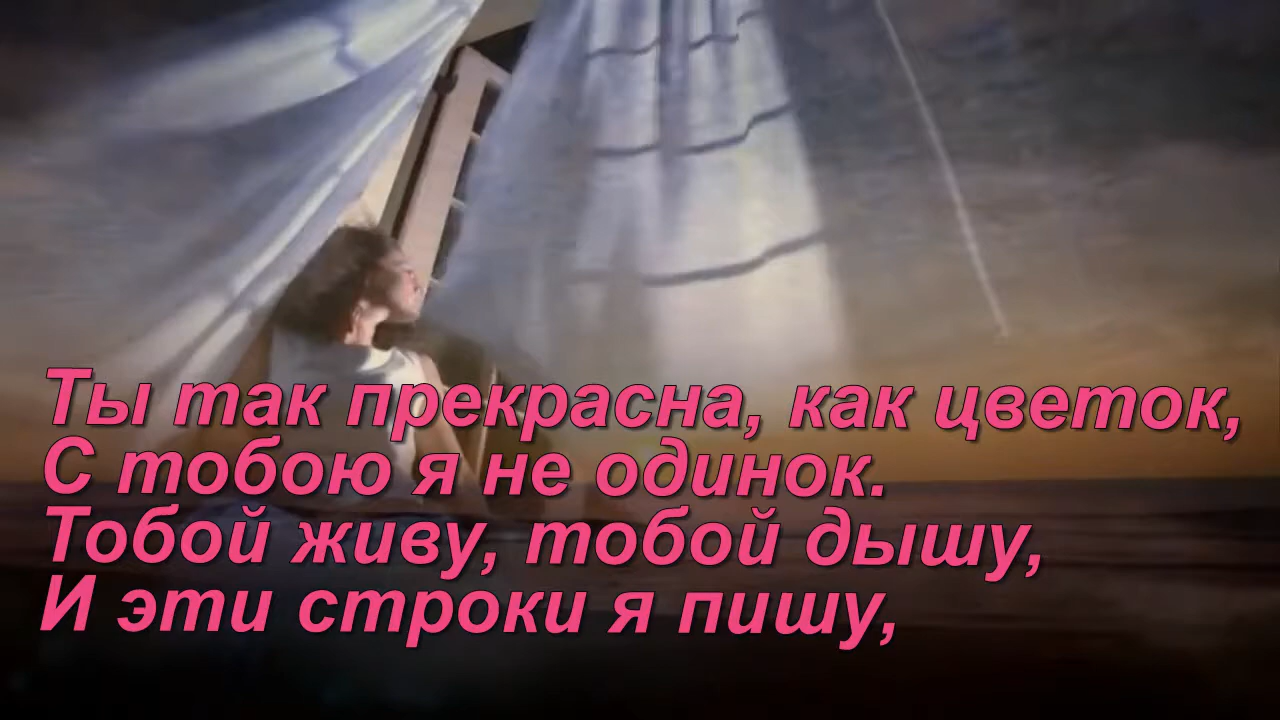 Ты так прекрасна, как цветок,
С тобою я не одинок.
Тобой живу, тобой дышу,
И эти строки я пишу,